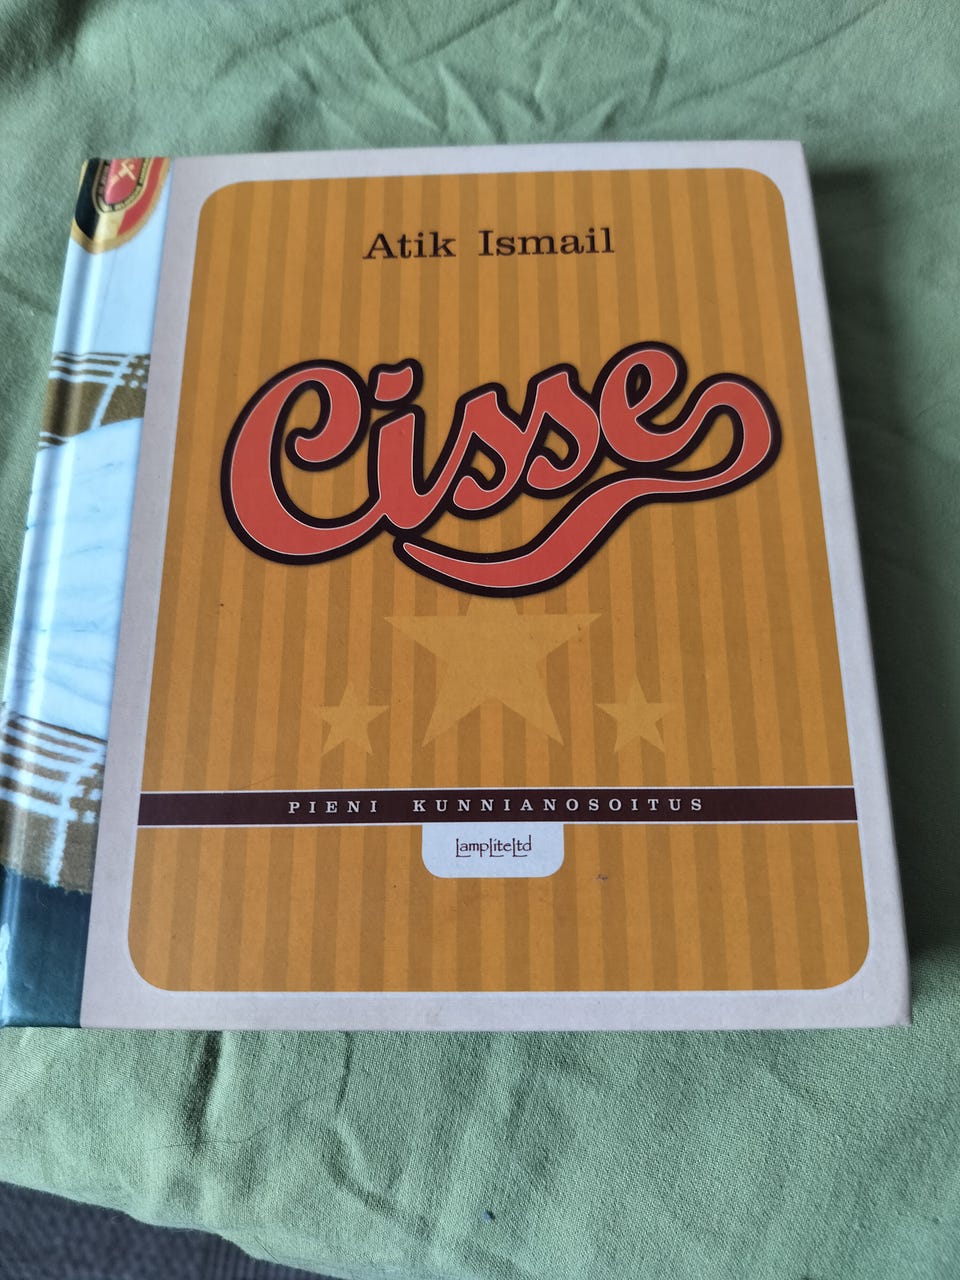 Atik Ismail
Cisse
PIENI KUNNIANOSOITUS
LampLiteLtd